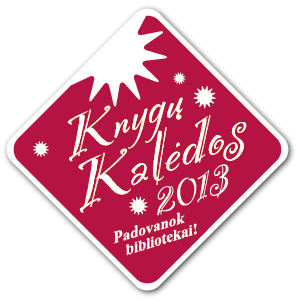 Knygų
Kalėdos
2013
Padovanok
bibliotekai!